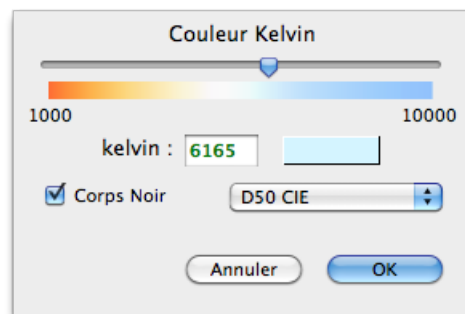 Couleur Kelvin
1000 10000
kelvin : 6165
Corps Noir D50 CIE
Annuler OK